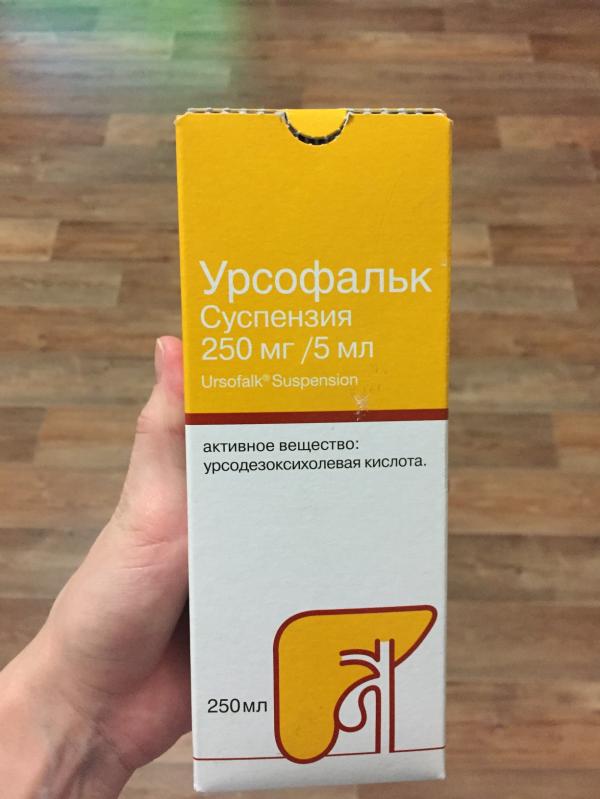 Урсофальк
Суспензия
250 мг /5 мл
Ursofalk® Suspension
активное вещество:
урсодезоксихолевая кислота.
250мл